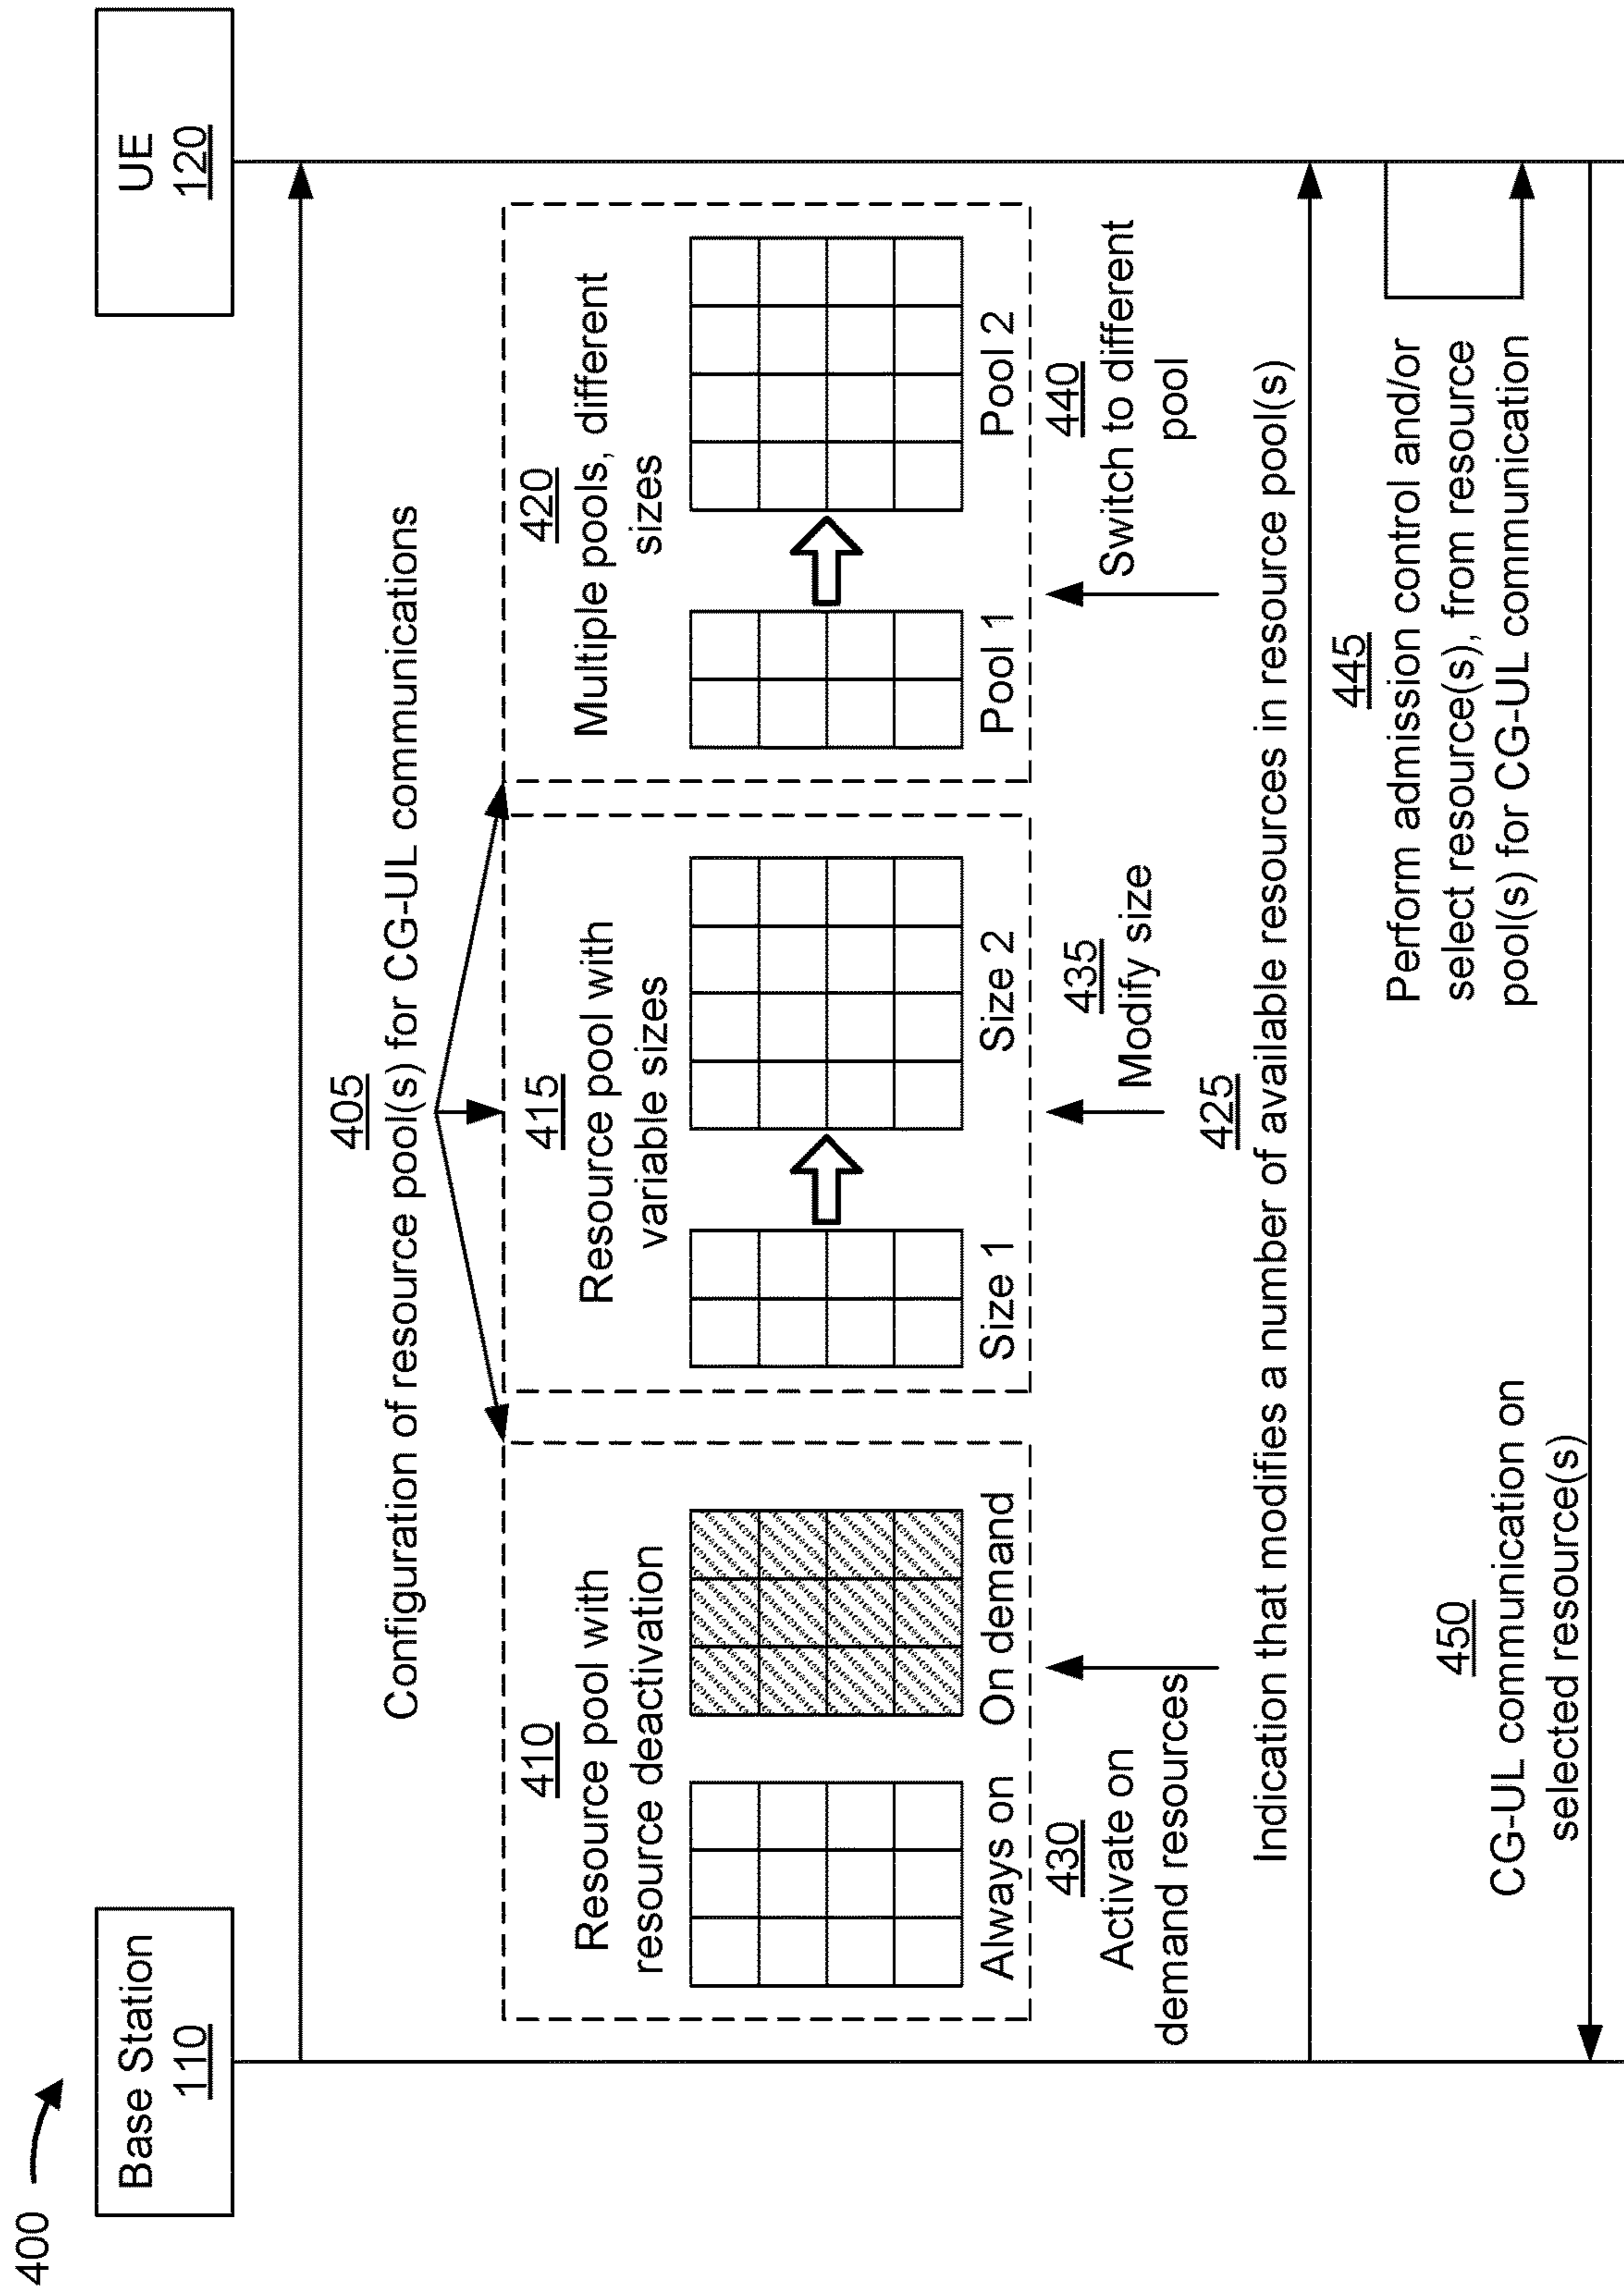 400
Base Station
110
UE
120
405
Configuration of resource pool(s) for CG-UL communications
410
Resource pool with
resource deactivation
Always on
On demand
415
Resource pool with
variable sizes
Size 1
Size 2
420
Multiple pools, different
sizes
Pool 1
Pool 2
430
Activate on
demand resources
435
Modify size
440
Switch to different
pool
425
Indication that modifies a number of available resources in resource pool(s)
445
Perform admission control and/or
select resource(s), from resource
pool(s) for CG-UL communication
450
CG-UL communication on
selected resource(s)